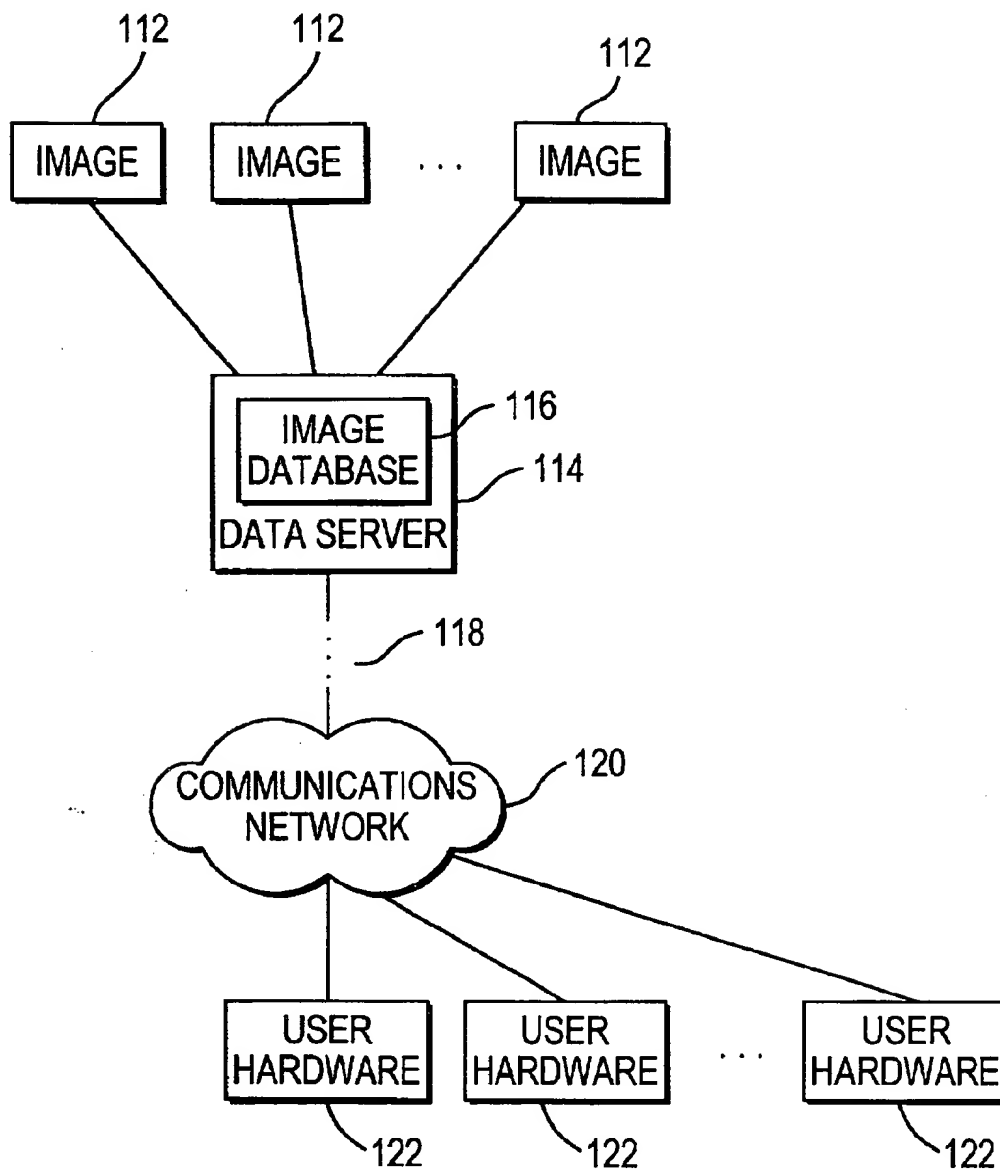 112 112 112
IMAGE IMAGE ... IMAGE
IMAGE
DATABASE
116
114
DATA SERVER
118
120
COMMUNICATIONS
NETWORK
USER
HARDWARE
USER
HARDWARE
...
USER
HARDWARE
122 122 122